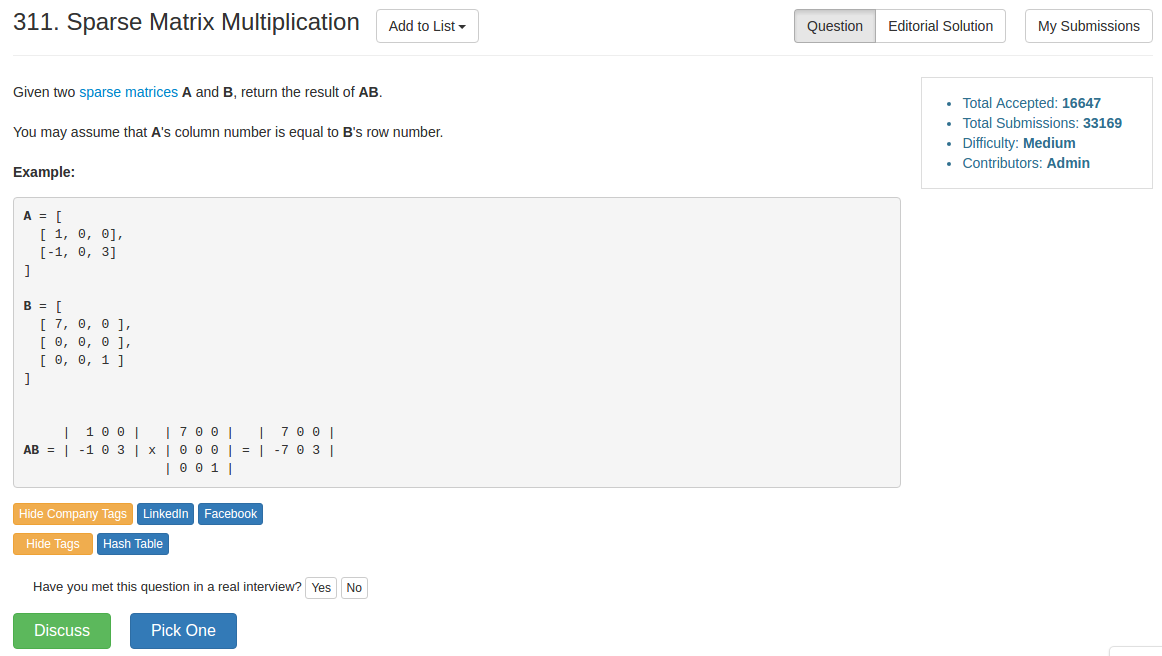 311. Sparse Matrix Multiplication Add to List Question Editorial Solution My Submissions
Given two sparse matrices A and B, return the result of AB.
You may assume that A's column number is equal to B's row number.
Example:
Total Accepted: 16647
Total Submissions: 33169
Difficulty: Medium
Contributors: Admin
A = [
  [ 1, 0, 0],
  [-1, 0, 3]
]
B = [
  [ 7, 0, 0 ],
  [ 0, 0, 0 ],
  [ 0, 0, 1 ]
]
     |  1 0 0 |   | 7 0 0 |   |  7 0 0 |
AB = | -1 0 3 | x | 0 0 0 | = | -7 0 3 |
                  | 0 0 1 |
Hide Company Tags LinkedIn Facebook
Hide Tags Hash Table
Have you met this question in a real interview? Yes No
Discuss Pick One